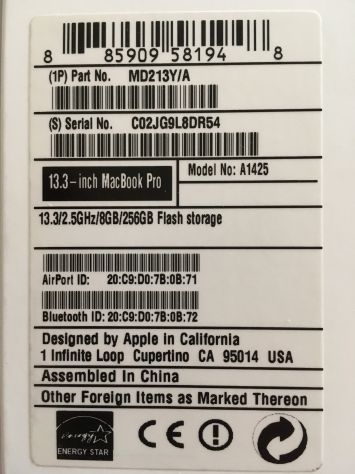 8 85909 58194 8
(1P) Part No. MD213Y/A
(S) Serial No. C02JG9L8DR54
13.3-inch MacBook Pro
Model No: A1425
13.3/2.5GHz/8GB/256GB Flash storage
AirPort ID: 20:C9:D0:7B:0B:71
Bluetooth ID: 20:C9:D0:7B:0B:72
Designed by Apple in California
1 Infinite Loop Cupertino CA 95014 USA
Assembled In China
Other Foreign Items as Marked Thereon
energy
ENERGY STAR
CE